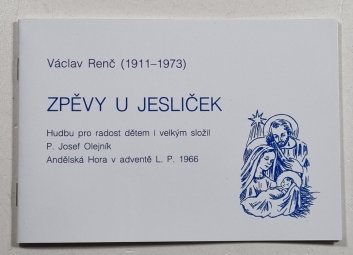 Václav Renč (1911–1973)
ZPĚVY U JESLIČEK
Hudbu pro radost dětem i velkým složil
P. Josef Olejník
Andělská Hora v adventě L. P. 1966